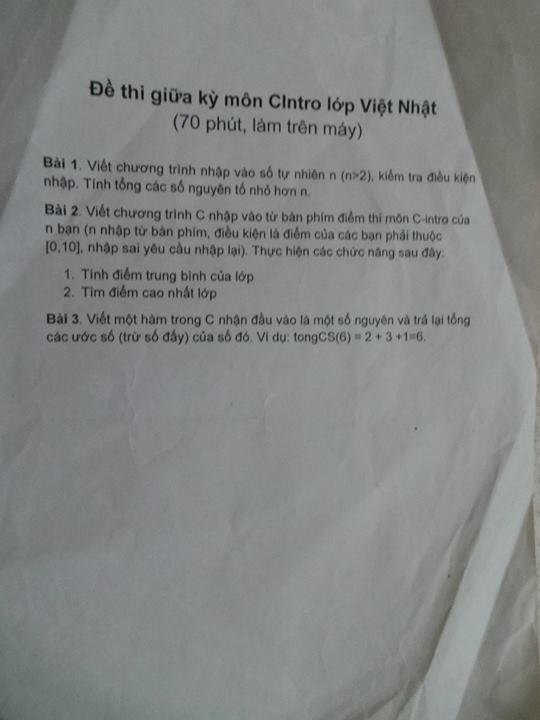 Đề thi giữa kỳ môn CIntro lớp Việt Nhật
(70 phút, làm trên máy)
Bài 1. Viết chương trình nhập vào số tự nhiên n (n>2), kiểm tra điều kiện
nhập. Tính tổng các số nguyên tố nhỏ hơn n.
Bài 2. Viết chương trình C nhập vào từ bàn phím điểm thi môn C-intro của
n bạn (n nhập từ bàn phím, điều kiện là điểm của các bạn phải thuộc
[0,10], nhập sai yêu cầu nhập lại). Thực hiện các chức năng sau đây:
1. Tính điểm trung bình của lớp
2. Tìm điểm cao nhất lớp
Bài 3. Viết một hàm trong C nhận đầu vào là một số nguyên và trả lại tổng
các ước số (trừ số đấy) của số đó. Ví dụ: tongCS(6) = 2 + 3 +1=6.